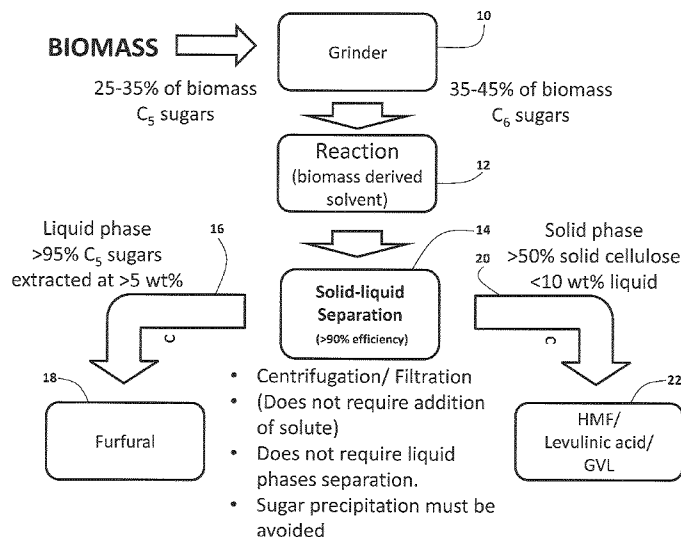 BIOMASS
Grinder
10
25-35% of biomass
C₅ sugars
35-45% of biomass
C₆ sugars
Reaction
(biomass derived
solvent)
12
Liquid phase
>95% C₅ sugars
extracted at >5 wt%
16
14
20
Solid phase
>50% solid cellulose
<10 wt% liquid
Solid-liquid
Separation
(>90% efficiency)
C
C
18
Furfural
• Centrifugation/ Filtration
• (Does not require addition
of solute)
• Does not require liquid
phases separation.
• Sugar precipitation must be
avoided
22
HMF/
Levulinic acid/
GVL